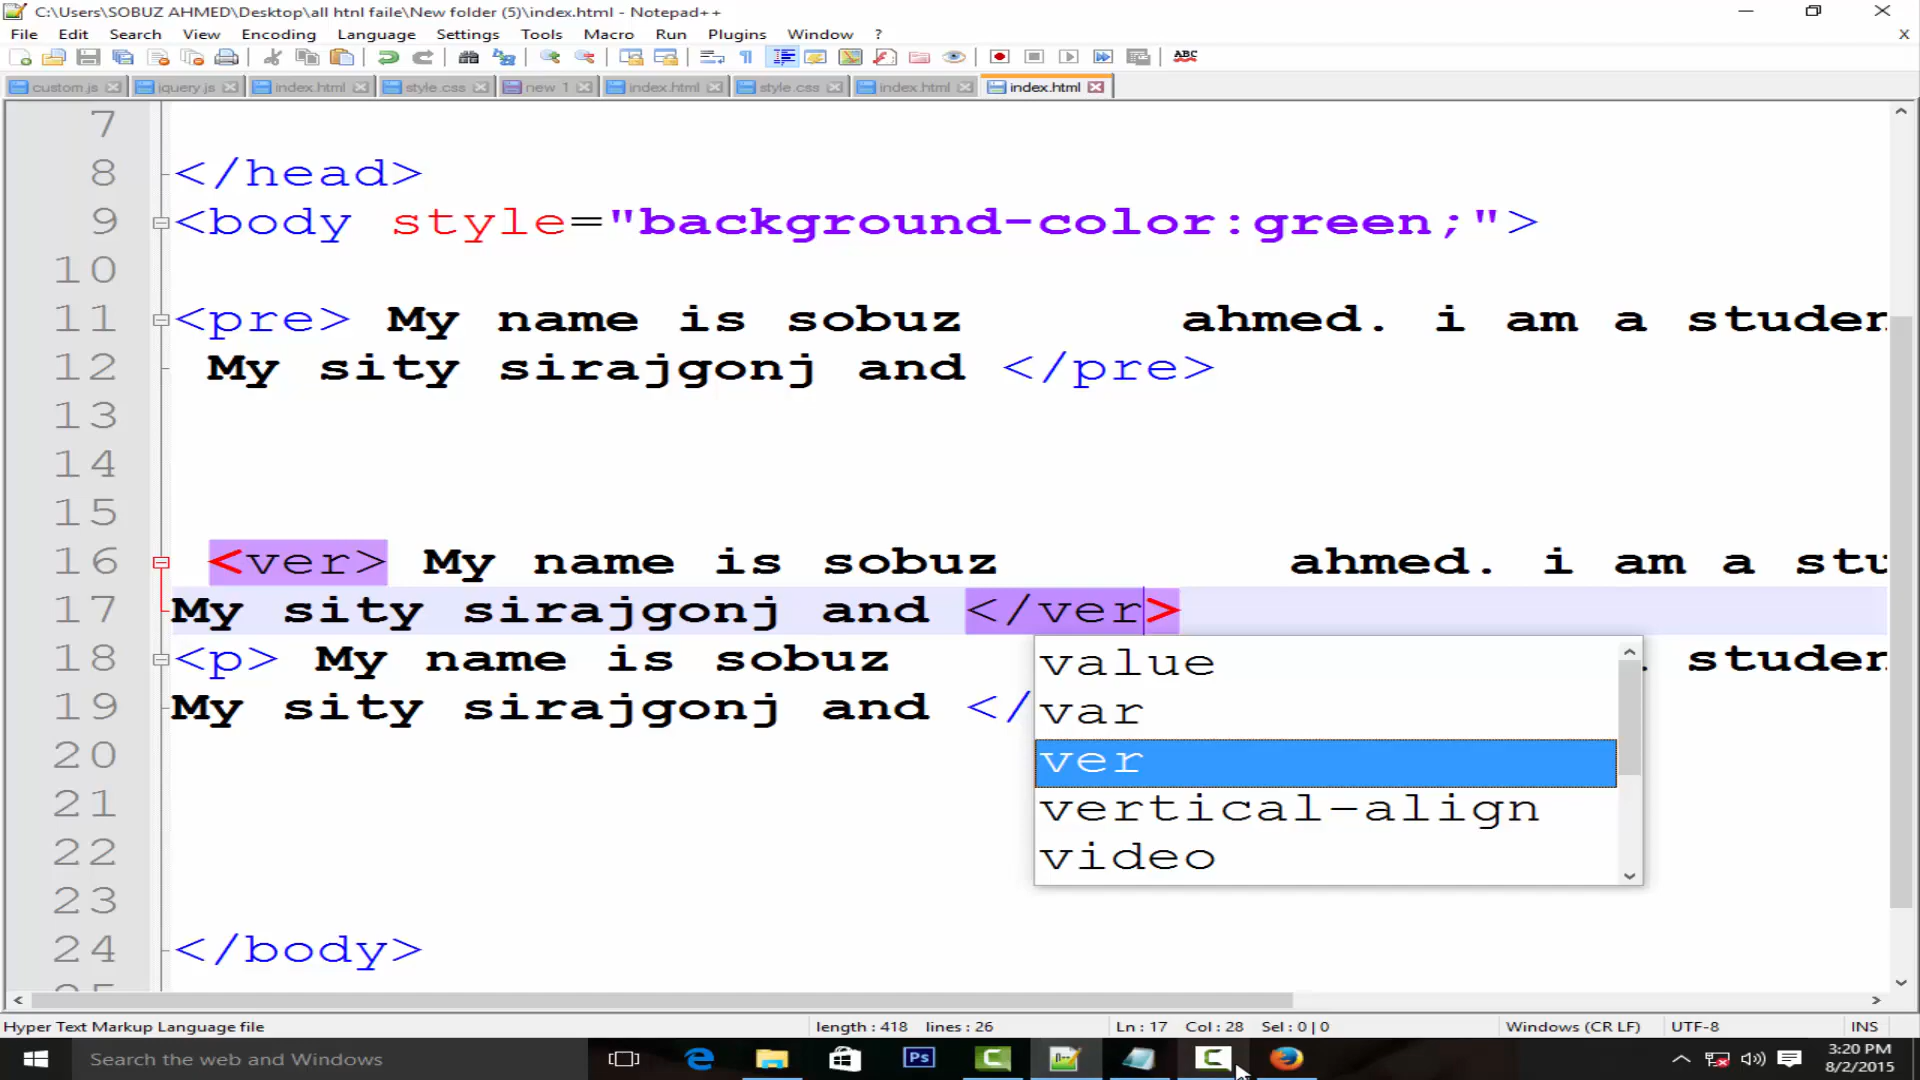 C:\Users\SOBUZ AHMED\Desktop\all htnl faile\New folder (5)\index.html - Notepad++
File Edit Search View Encoding Language Settings Tools Macro Run Plugins Window ? X
ABC
custom.js jquery.js index.html style.css new 1 index.html style.css index.html index.html
7
8 </head>
9 <body style="background-color:green;">
10
11 <pre> My name is sobuz ahmed. i am a studen
12 My sity sirajgonj and </pre>
13
14
15
16 <ver> My name is sobuz ahmed. i am a stu
17 My sity sirajgonj and </ver>
18 <p> My name is sobuz . studen
19 My sity sirajgonj and </
value
var
ver
vertical-align
video
20
21
22
23
24 </body>
Hyper Text Markup Language file length : 418 lines : 26 Ln : 17 Col : 28 Sel : 0 | 0 Windows (CR LF) UTF-8 INS
Search the web and Windows Ps 3:20 PM
8/2/2015